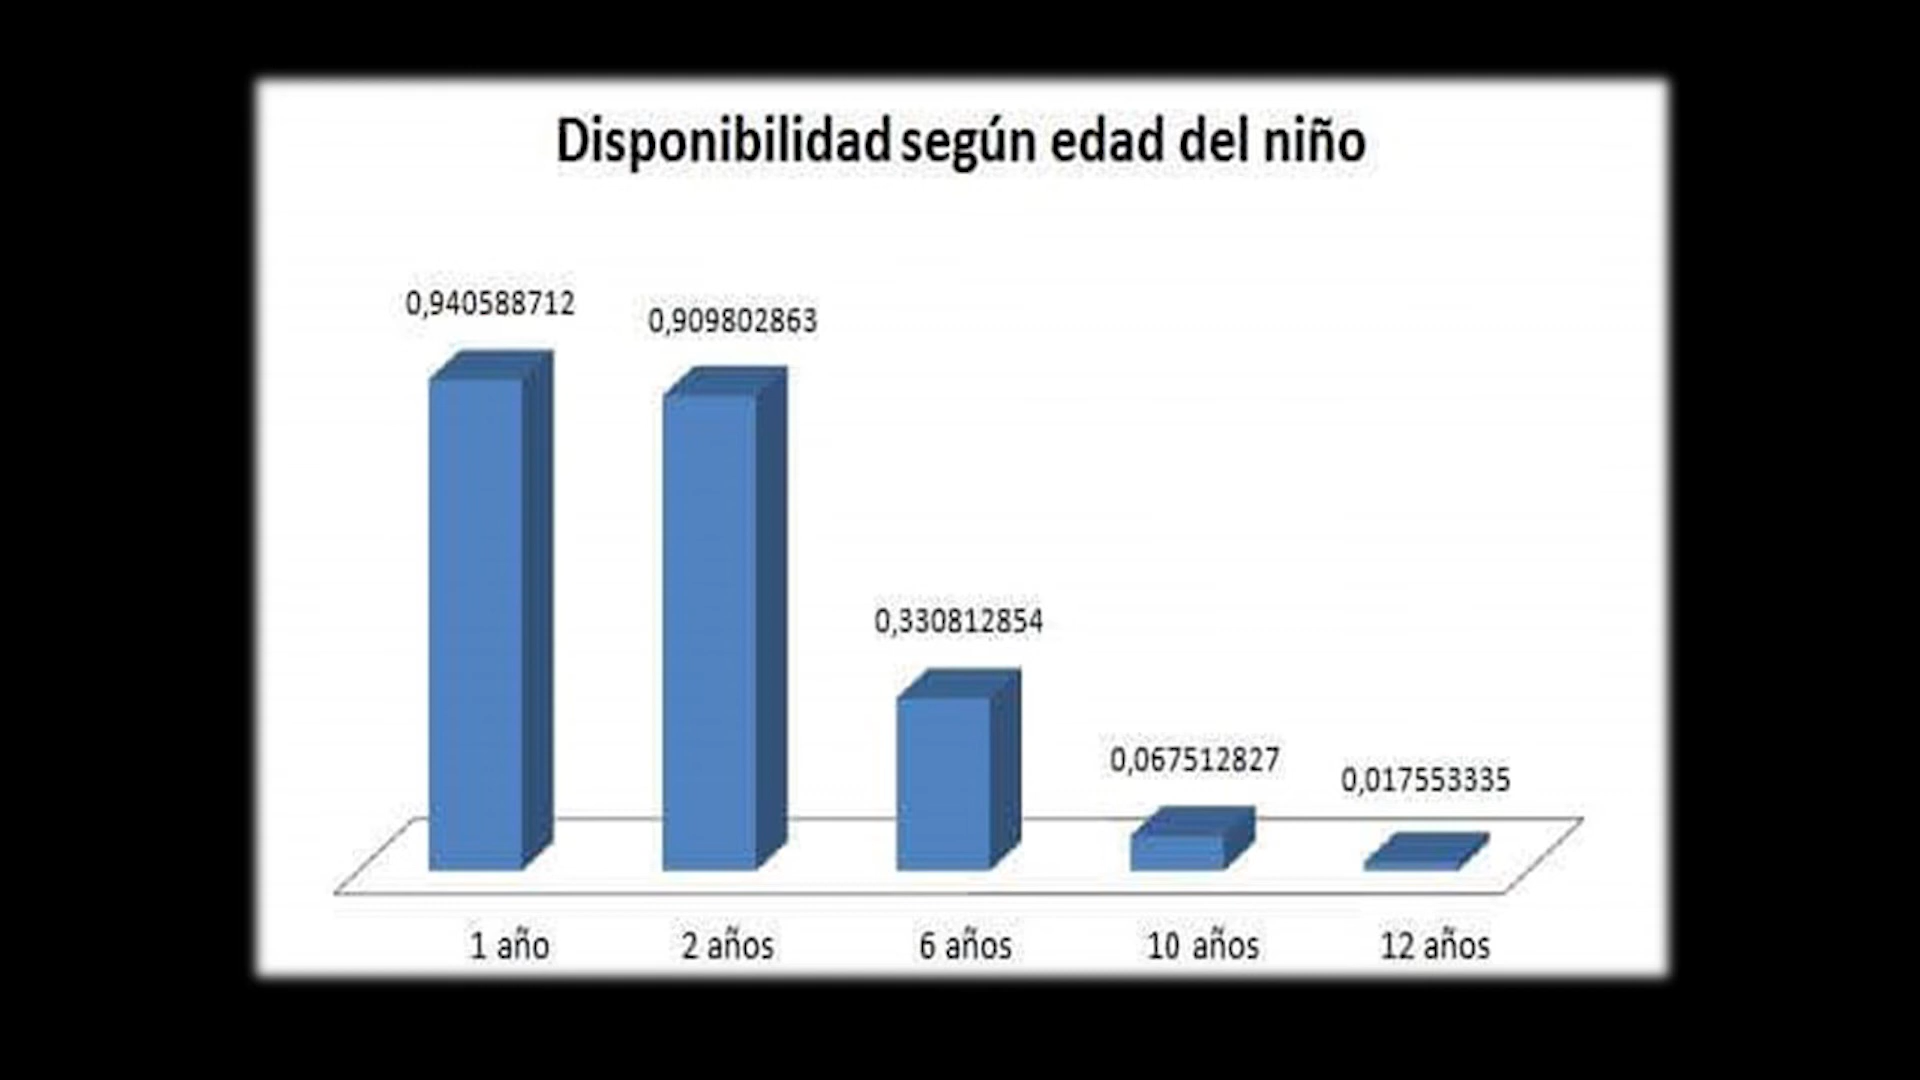 Disponibilidad según edad del niño
0,940588712
0,909802863
0,330812854
0,067512827
0,017553335
1 año
2 años
6 años
10 años
12 años